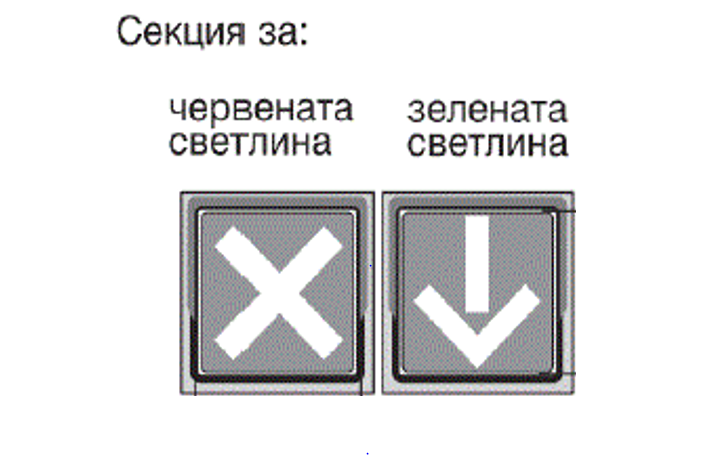 Секция за:
червената
светлина
зелената
светлина